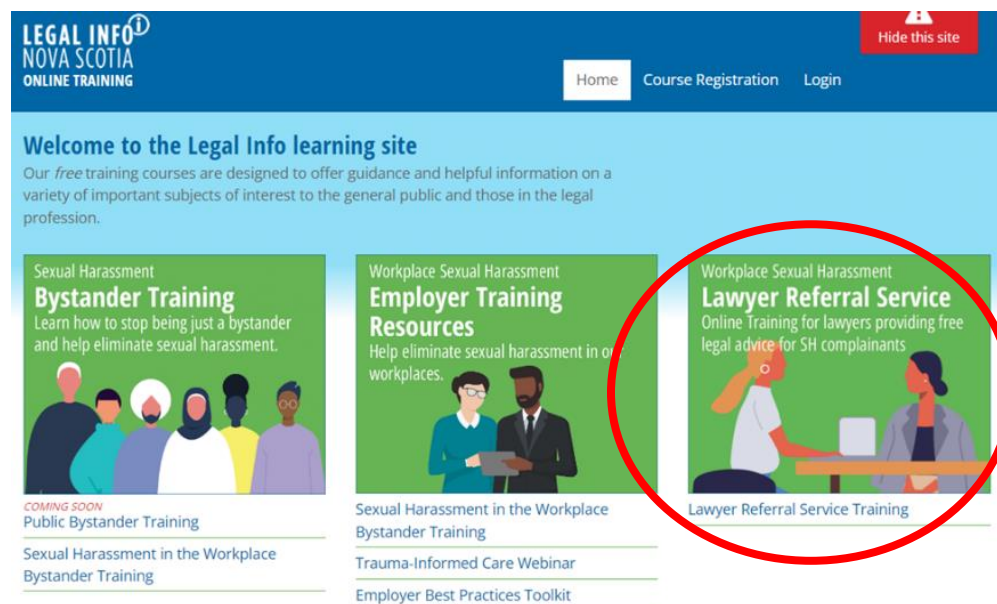 LEGAL INFO
NOVA SCOTIA
ONLINE TRAINING
Hide this site
Home Course Registration Login
Welcome to the Legal Info learning site
Our free training courses are designed to offer guidance and helpful information on a
variety of important subjects of interest to the general public and those in the legal
profession.
Sexual Harassment
Bystander Training
Learn how to stop being just a bystander
and help eliminate sexual harassment.
COMING SOON
Public Bystander Training
Sexual Harassment in the Workplace
Bystander Training
Workplace Sexual Harassment
Employer Training
Resources
Help eliminate sexual harassment in our
workplaces.
Sexual Harassment in the Workplace
Bystander Training
Trauma-Informed Care Webinar
Employer Best Practices Toolkit
Workplace Sexual Harassment
Lawyer Referral Service
Online Training for lawyers providing free
legal advice for SH complainants
Lawyer Referral Service Training